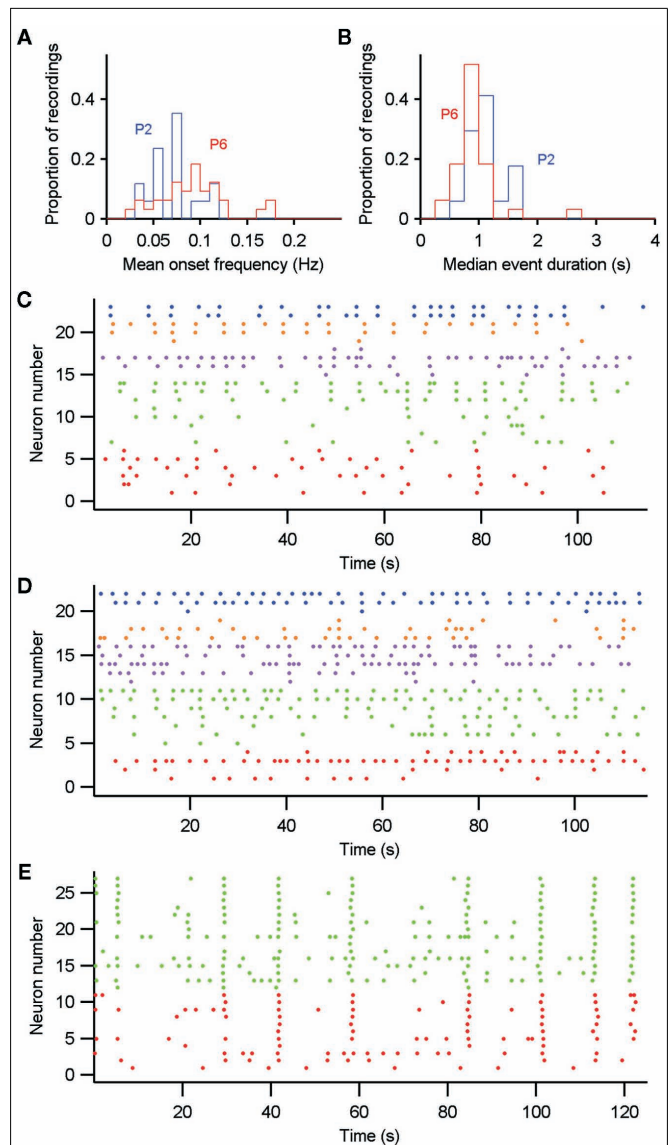 A
Proportion of recordings
0.4
0.2
0
P2
P6
0
0.05
0.1
0.15
0.2
Mean onset frequency (Hz)
B
Proportion of recordings
0.4
0.2
0
P6
P2
0
1
2
3
4
Median event duration (s)
C
Neuron number
20
15
10
5
0
20
40
60
80
100
Time (s)
D
Neuron number
20
15
10
5
0
20
40
60
80
100
Time (s)
E
Neuron number
25
20
15
10
5
0
20
40
60
80
100
120
Time (s)